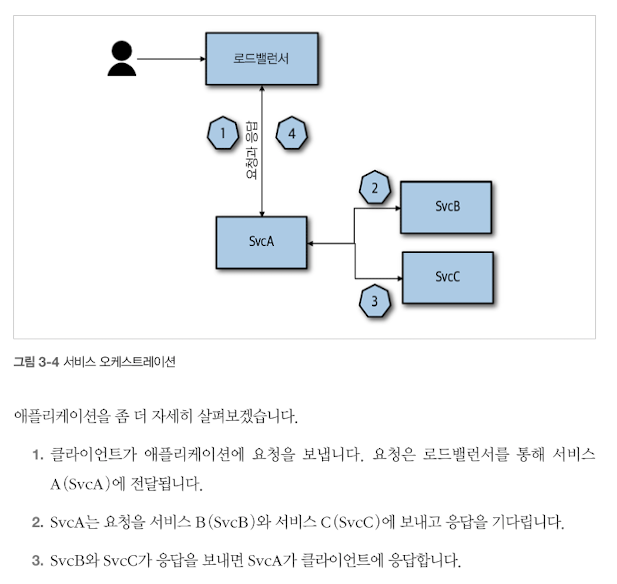 로드밸런서
1
요청과 응답
4
2
SvcB
SvcA
SvcC
3
그림 3-4 서비스 오케스트레이션
애플리케이션을 좀 더 자세히 살펴보겠습니다.
1. 클라이언트가 애플리케이션에 요청을 보냅니다. 요청은 로드밸런서를 통해 서비스
A(SvcA)에 전달됩니다.
2. SvcA는 요청을 서비스 B(SvcB)와 서비스 C(SvcC)에 보내고 응답을 기다립니다.
3. SvcB와 SvcC가 응답을 보내면 SvcA가 클라이언트에 응답합니다.